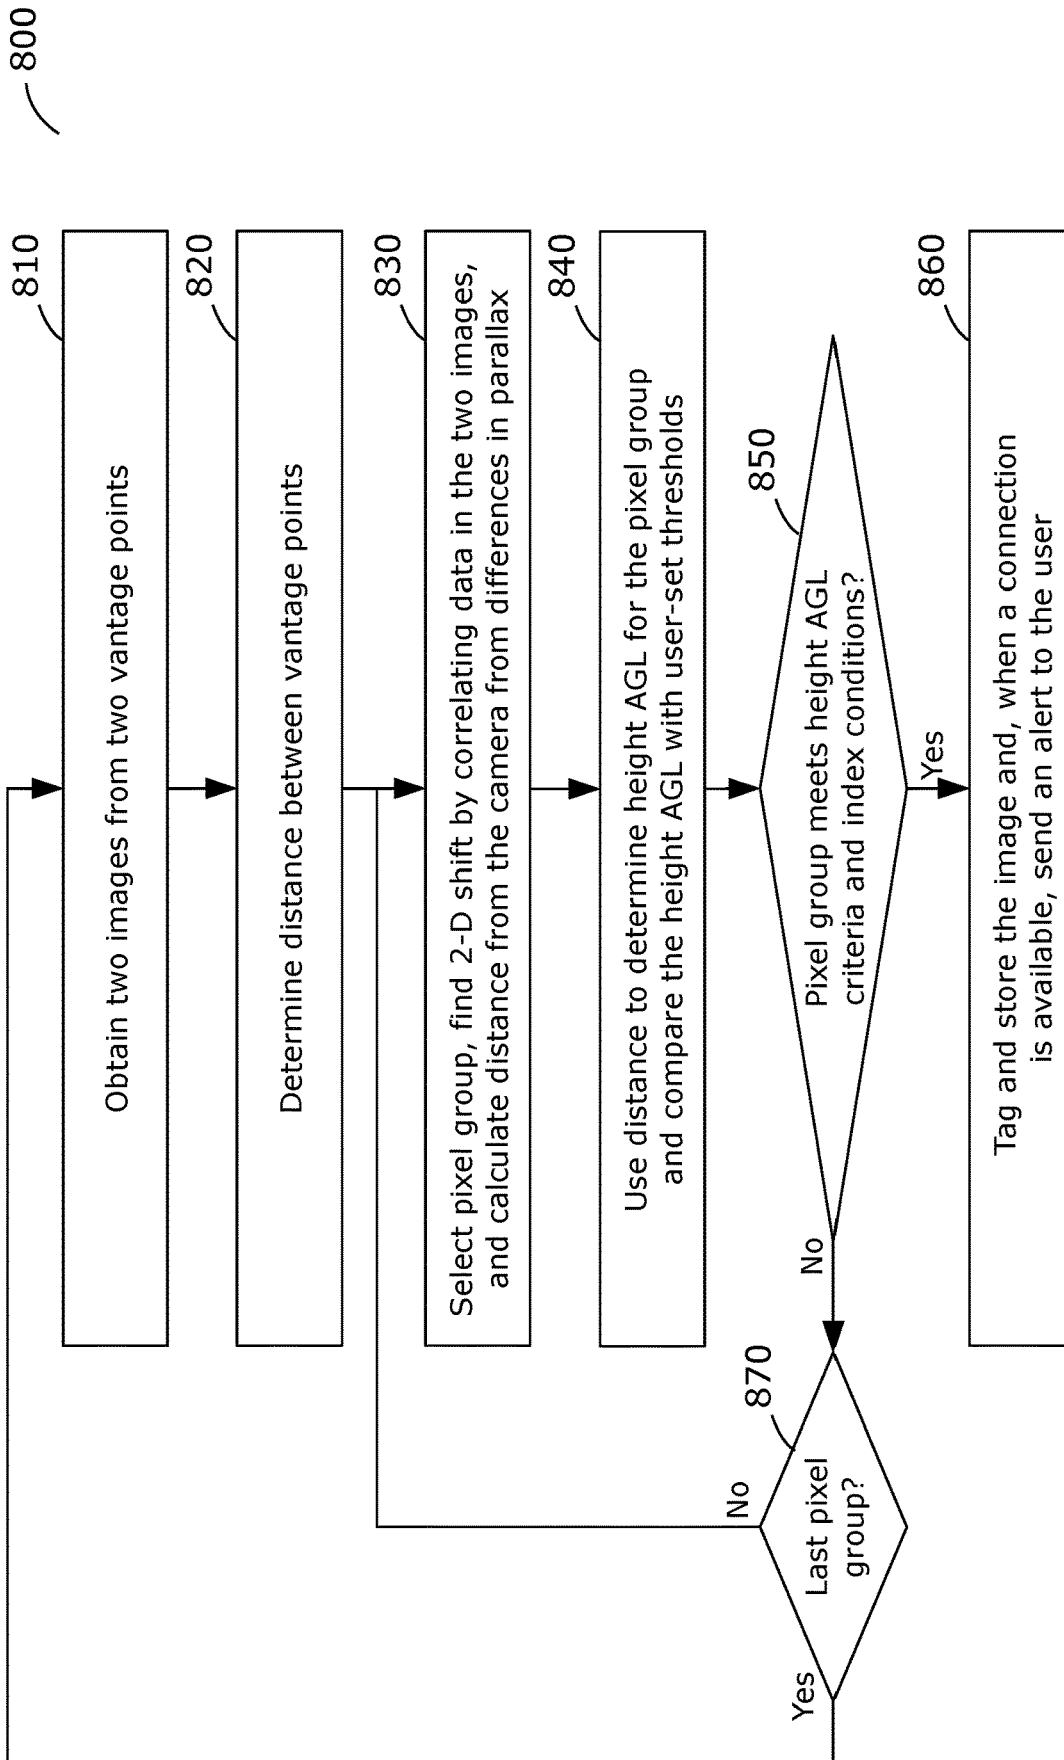 800
810
Obtain two images from two vantage points
820
Determine distance between vantage points
830
Select pixel group, find 2-D shift by correlating data in the two images,
and calculate distance from the camera from differences in parallax
840
Use distance to determine height AGL for the pixel group
and compare the height AGL with user-set thresholds
850
Pixel group meets height AGL
criteria and index conditions?
No
Yes
870
Last pixel
group?
No
Yes
860
Tag and store the image and, when a connection
is available, send an alert to the user